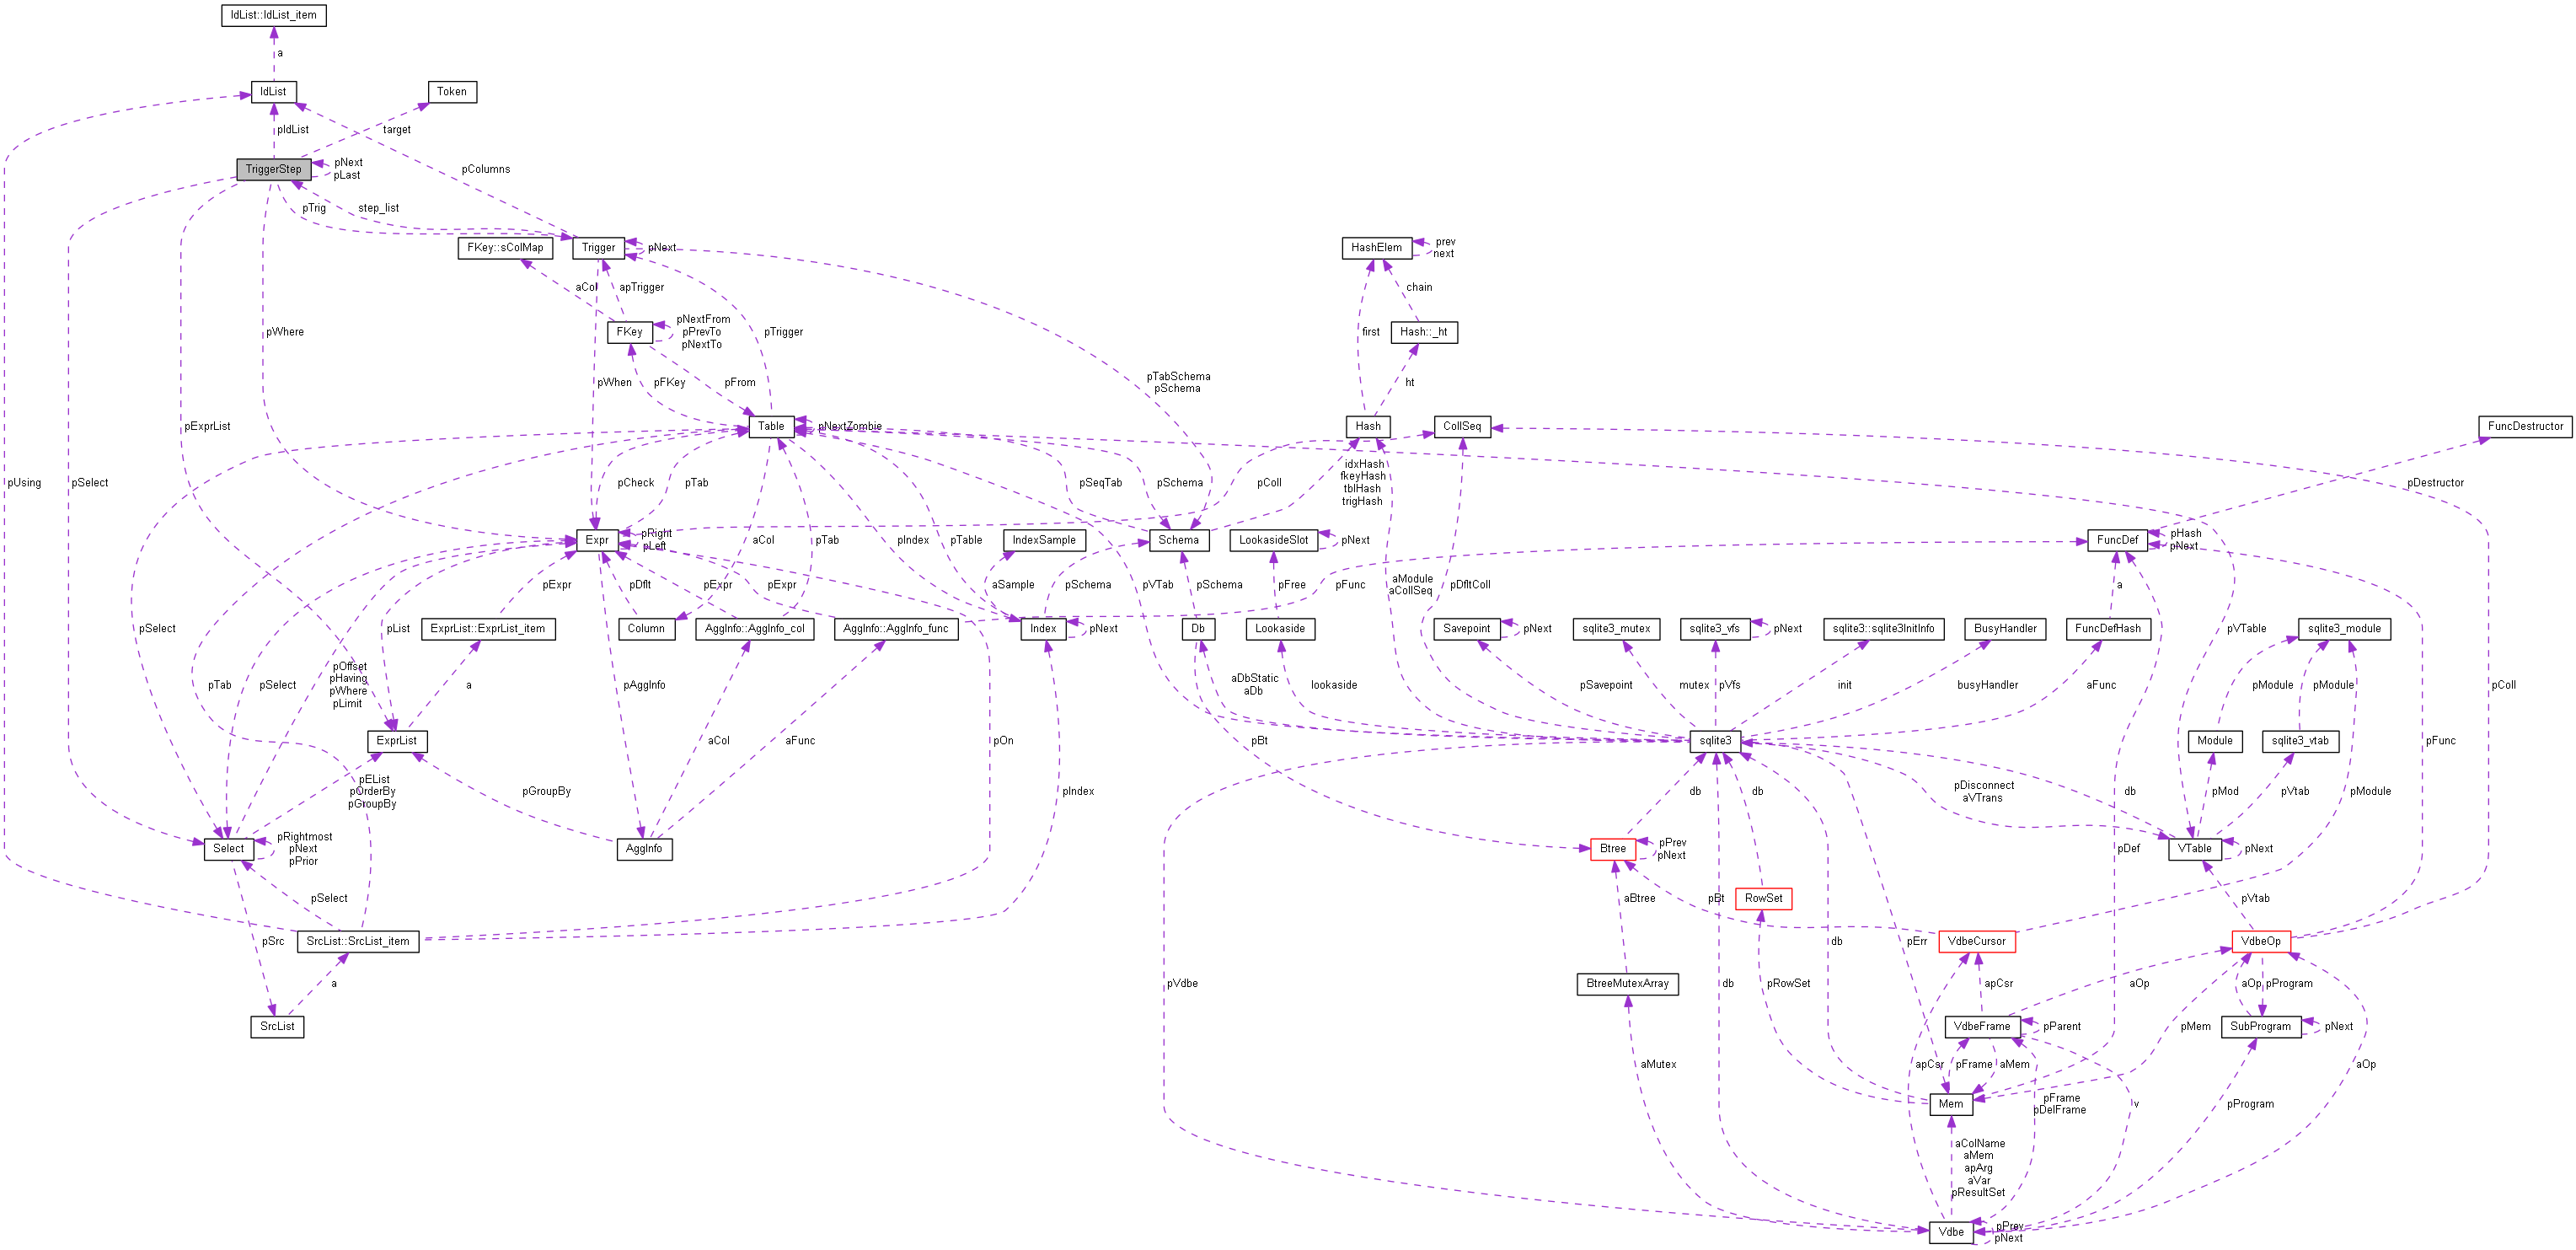 IdList::IdList_item
a
IdList
Token
pIdList
target
TriggerStep
pNext
pLast
pColumns
pTrig
step_list
FKey::sColMap
Trigger
pNext
HashElem
prev
next
aCol
apTrigger
chain
FKey
pNextFrom
pPrevTo
pNextTo
pWhere
pTrigger
first
Hash::_ht
pWhen
pFKey
pFrom
pTabSchema
pSchema
ht
Table
pNextZombie
Hash
CollSeq
FuncDestructor
pExprList
pUsing
pSelect
pCheck
pTab
pSeqTab
pSchema
idxHash
fkeyHash
tblHash
trigHash
pColl
pDestructor
Expr
pRight
pLeft
aCol
pTab
pIndex
pTable
IndexSample
Schema
LookasideSlot
pNext
FuncDef
pHash
pNext
pExpr
pDflt
pExpr
pExpr
pVTab
aSample
pSchema
pSchema
pFree
pFunc
aModule
aCollSeq
pDfltColl
a
pSelect
pList
ExprList::ExprList_item
Column
AggInfo::AggInfo_col
AggInfo::AggInfo_func
Index
pNext
Db
Lookaside
Savepoint
pNext
sqlite3_mutex
sqlite3_vfs
pNext
sqlite3::sqlite3InitInfo
BusyHandler
FuncDefHash
pVTable
sqlite3_module
pTab
pSelect
pOffset
pHaving
pWhere
pLimit
a
pAggInfo
aDbStatic
aDb
lookaside
pSavepoint
mutex
pVfs
init
busyHandler
aFunc
pModule
pModule
ExprList
aCol
aFunc
pOn
pBt
sqlite3
Module
sqlite3_vtab
pColl
pFunc
pEList
pOrderBy
pGroupBy
pGroupBy
pIndex
db
db
pDisconnect
aVTrans
db
pMod
pVtab
pModule
Select
pRightmost
pNext
pPrior
AggInfo
Btree
pPrev
pNext
VTable
pNext
pDef
pSelect
aBtree
RowSet
pBt
pVtab
pSrc
SrcList::SrcList_item
db
pErr
VdbeCursor
VdbeOp
a
pVdbe
BtreeMutexArray
db
pRowSet
apCsr
aOp
aOp
pProgram
SrcList
VdbeFrame
pParent
pMem
SubProgram
pNext
aMutex
apCsr
pFrame
aMem
aOp
Mem
pFrame
pDelFrame
v
pProgram
aColName
aMem
apArg
aVar
pResultSet
Vdbe
pPrev
pNext